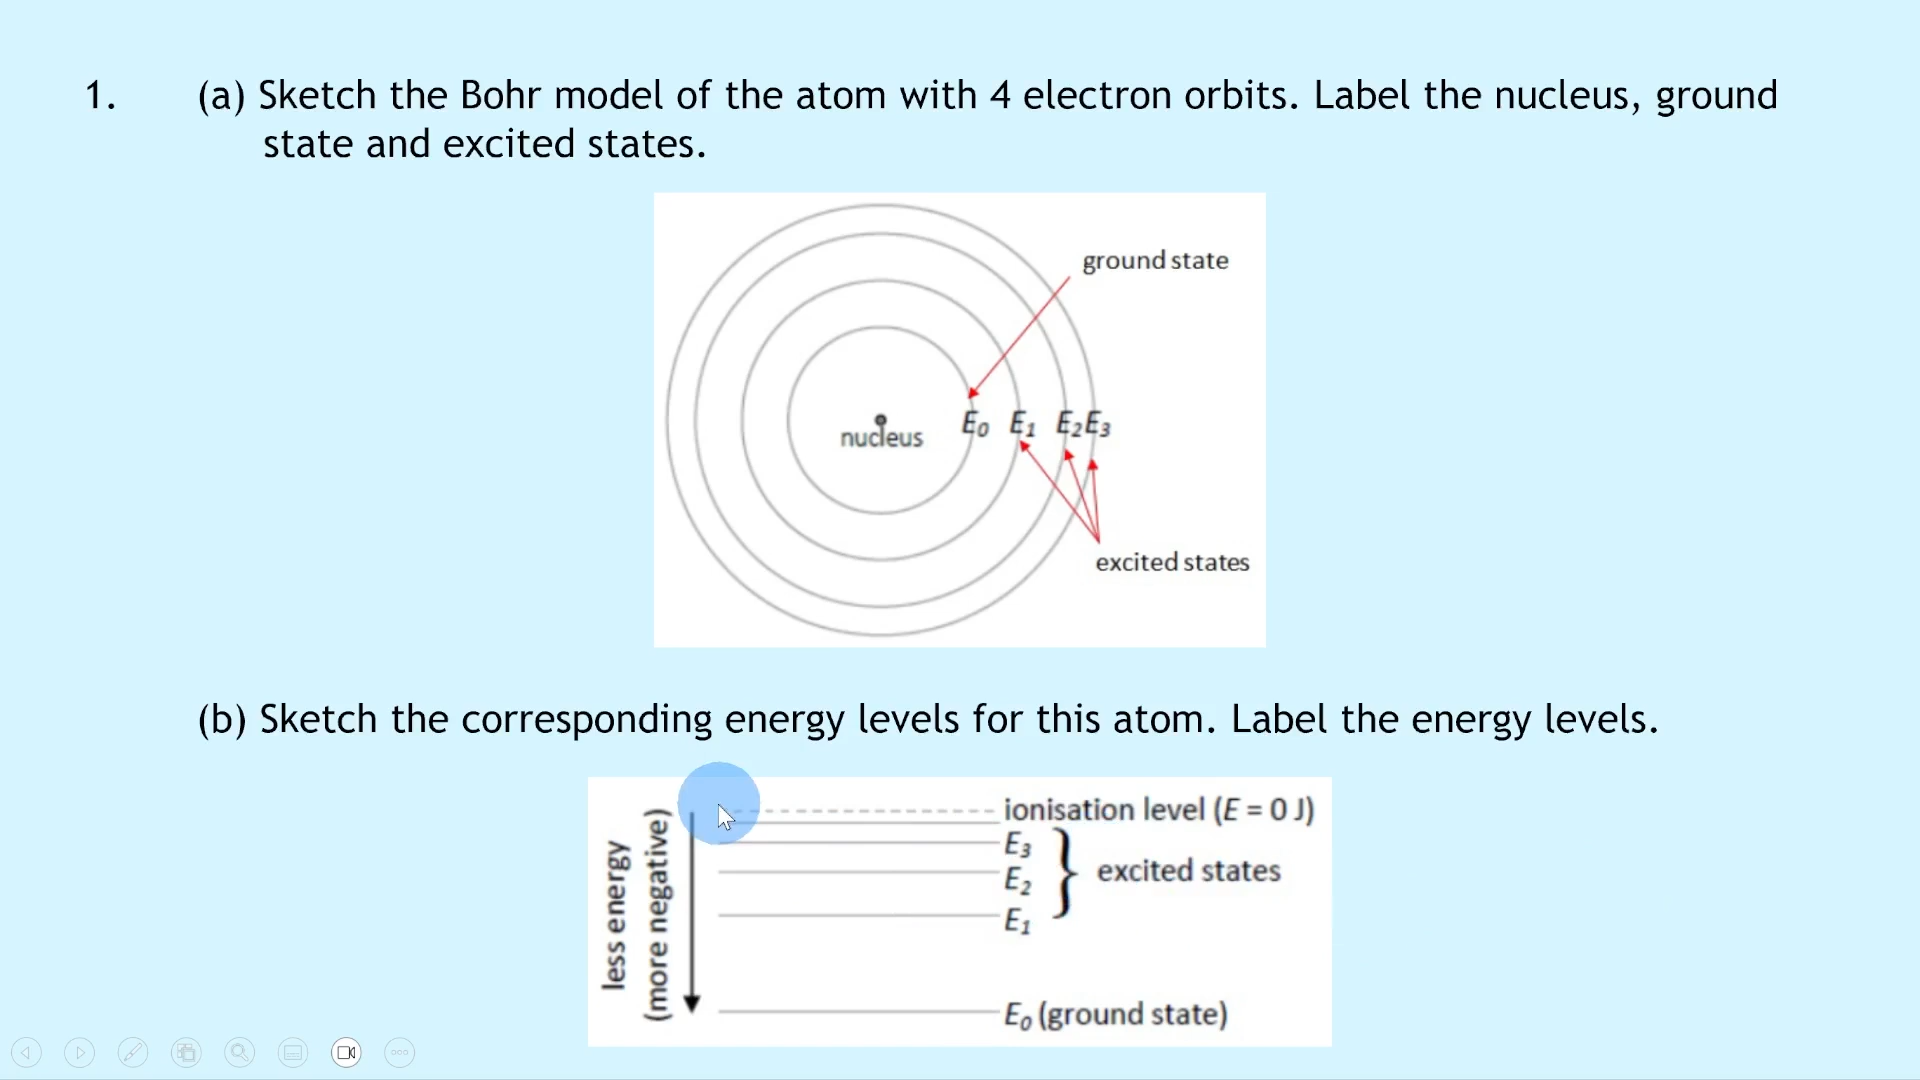 1. (a) Sketch the Bohr model of the atom with 4 electron orbits. Label the nucleus, ground
state and excited states.
ground state
nucleus E₀ E₁ E₂E₃
excited states
(b) Sketch the corresponding energy levels for this atom. Label the energy levels.
less energy
(more negative)
ionisation level (E = 0 J)
E₃
E₂
excited states
E₁
E₀ (ground state)